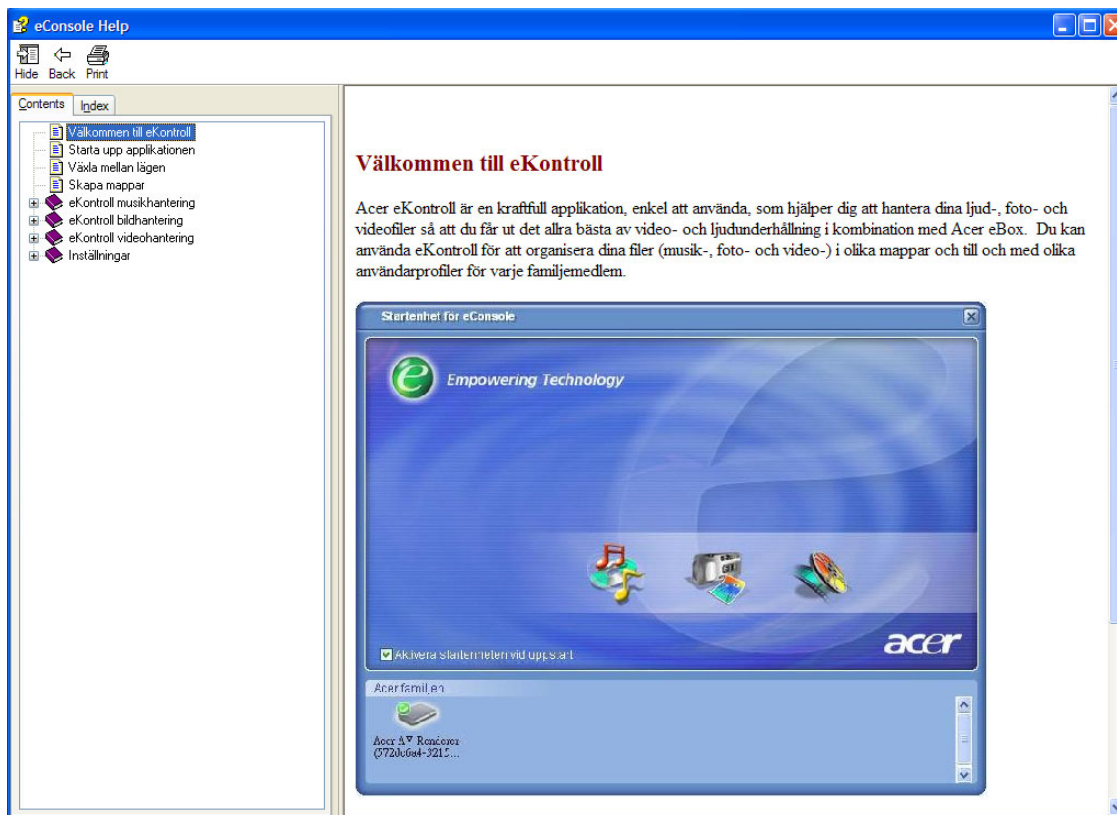 eConsole Help
Hide Back Print
Contents Index
Välkommen till eKontroll
Starta upp applikationen
Växla mellan lägen
Skapa mappar
eKontroll musikhantering
eKontroll bildhantering
eKontroll videohantering
Inställningar
Välkommen till eKontroll
Acer eKontroll är en kraftfull applikation, enkel att använda, som hjälper dig att hantera dina ljud-, foto- och
videofiler så att du får ut det allra bästa av video- och ljudunderhållning i kombination med Acer eBox. Du kan
använda eKontroll för att organisera dina filer (musik-, foto- och video-) i olika mappar och till och med olika
användarprofiler för varje familjemedlem.
Startenhet för eConsole
e
Empowering Technology
acer
Aktivera startenheten vid uppstart
Acerfamiljen
Acer AV Renderer